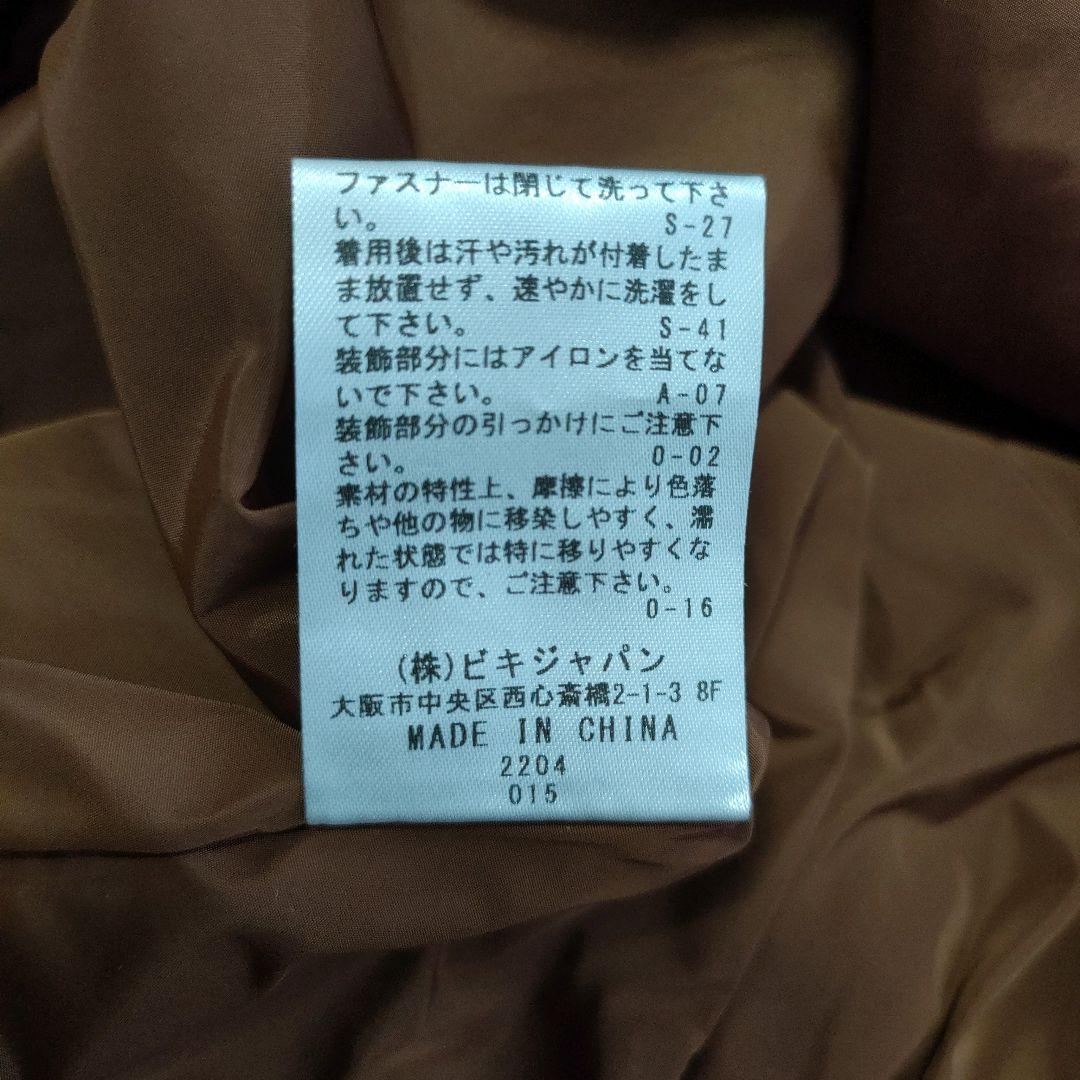 ファスナーは閉じて洗って下さ
い。 S-27
着用後は汗や汚れが付着したま
ま放置せず、速やかに洗濯をし
て下さい。 S-41
装飾部分にはアイロンを当てな
いで下さい。 A-07
装飾部分の引っかけにご注意下
さい。 O-02
素材の特性上、摩擦により色落
ちや他の物に移染しやすく、濡
れた状態では特に移りやすくな
りますので、ご注意下さい。
O-16
(株)ビキジャパン
大阪市中央区西心斎橋2-1-3 8F
MADE IN CHINA
2204
015